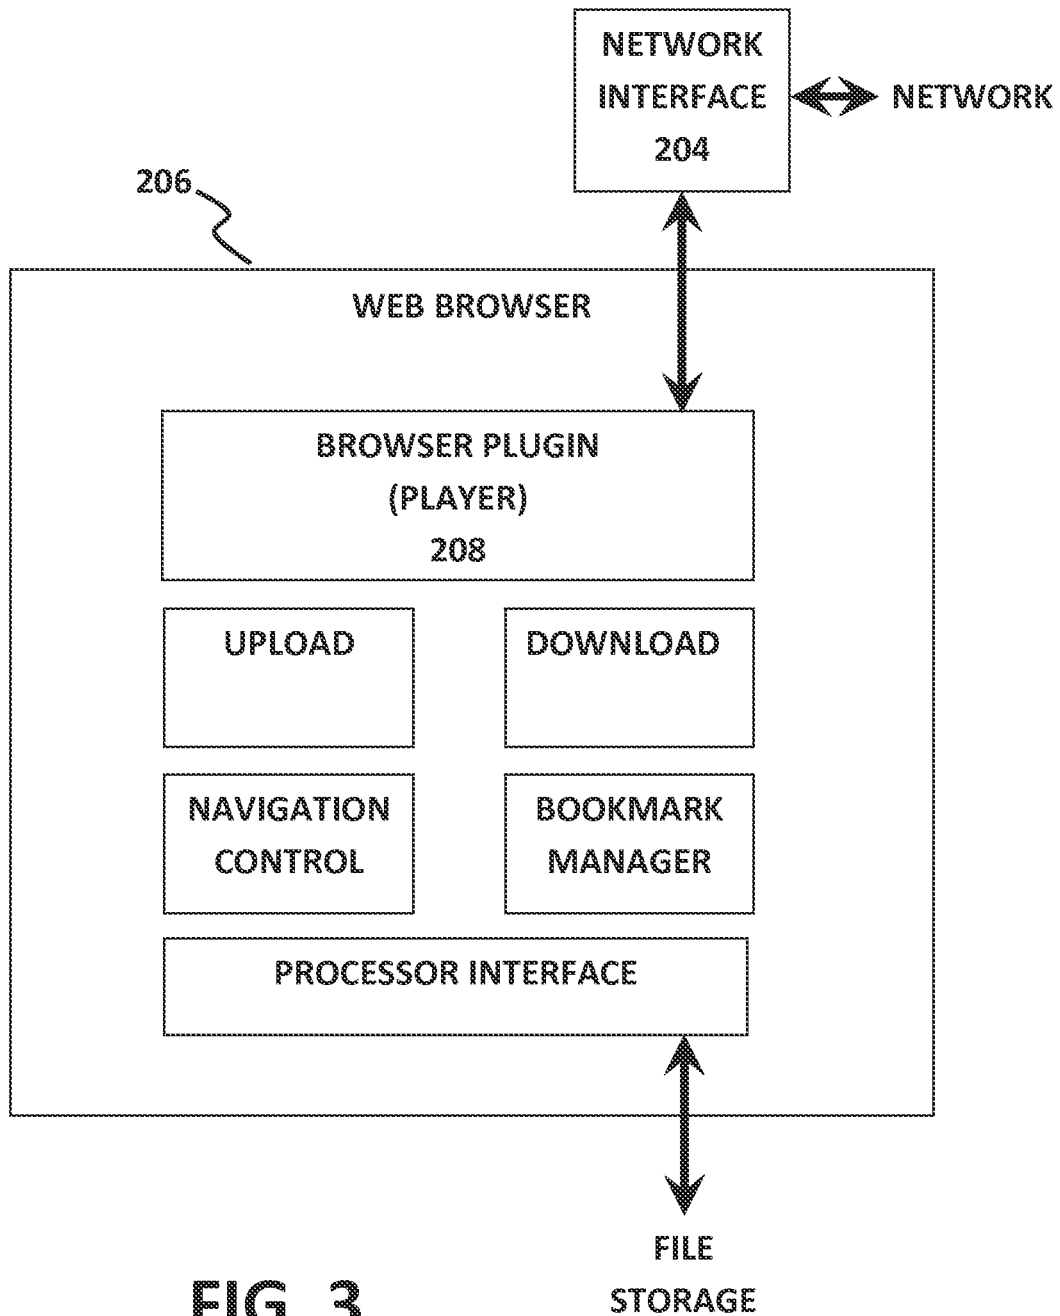 NETWORK
INTERFACE
204
NETWORK
206
WEB BROWSER
BROWSER PLUGIN
(PLAYER)
208
UPLOAD
DOWNLOAD
NAVIGATION
CONTROL
BOOKMARK
MANAGER
PROCESSOR INTERFACE
FILE
STORAGE
FIG. 3